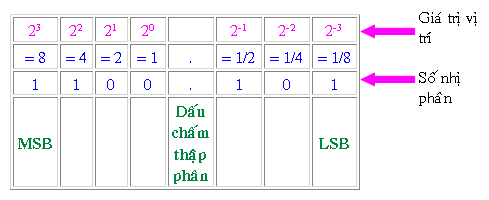 2³ 2² 2¹ 2⁰ 2⁻¹ 2⁻² 2⁻³
Giá trị vị
trí
= 8 = 4 = 2 = 1 . = 1/2 = 1/4 = 1/8
1 1 0 0 . 1 0 1
Số nhị
phân
MSB Dấu chấm thập phân LSB